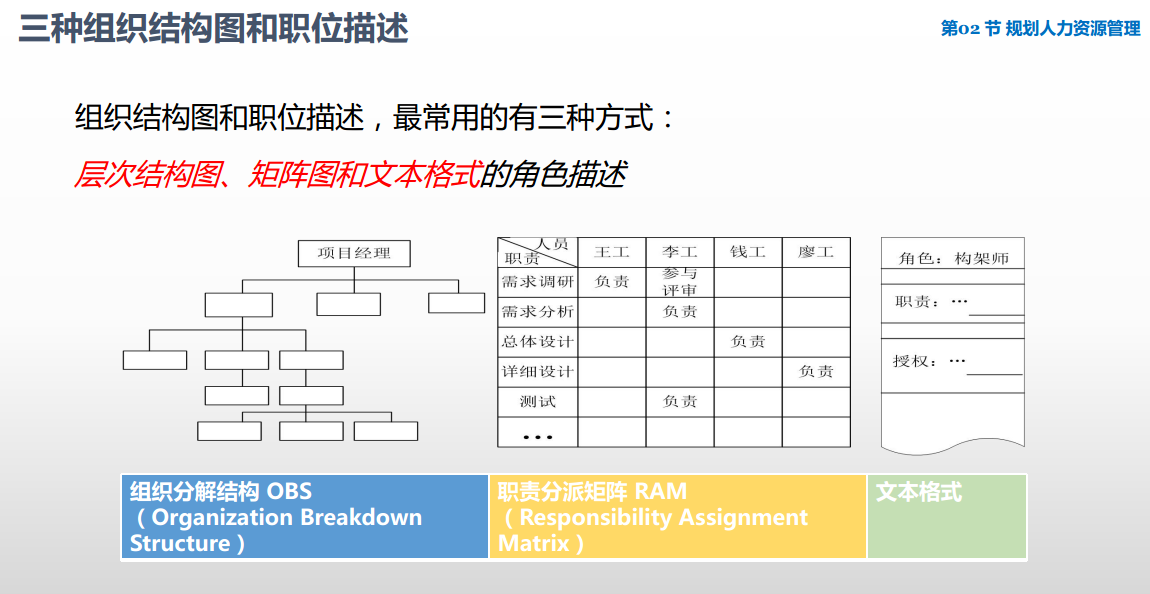 三种组织结构图和职位描述
第02 节 规划人力资源管理
组织结构图和职位描述，最常用的有三种方式：
层次结构图、矩阵图和文本格式的角色描述
项目经理
人员
职责 王工 李工 钱工 廖工
需求调研 负责 参与
评审
需求分析 负责
总体设计 负责
详细设计 负责
测试 负责
•••
角色：构架师
职责：···
授权：···
组织分解结构 OBS
（ Organization Breakdown
Structure ）
职责分派矩阵 RAM
（ Responsibility Assignment
Matrix ）
文本格式